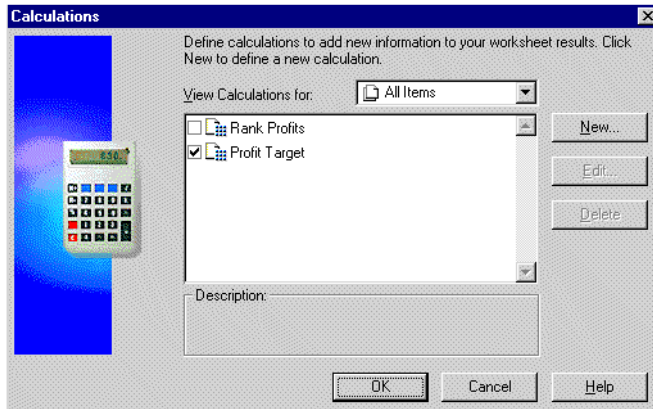 Calculations
Define calculations to add new information to your worksheet results. Click
New to define a new calculation.
View Calculations for:
All Items
Rank Profits
New...
Profit Target
Edit...
Delete
Description:
OK
Cancel
Help